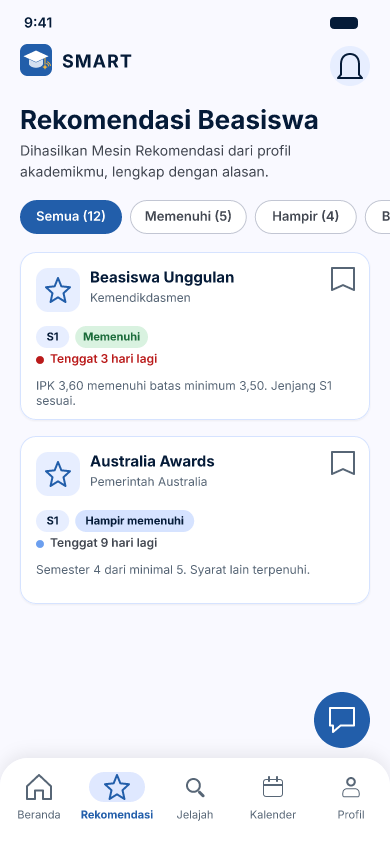 9:41
SMART
Rekomendasi Beasiswa
Dihasilkan Mesin Rekomendasi dari profil
akademikmu, lengkap dengan alasan.
Semua (12)
Memenuhi (5)
Hampir (4)
B
Beasiswa Unggulan
Kemendikdasmen
S1
Memenuhi
Tenggat 3 hari lagi
IPK 3,60 memenuhi batas minimum 3,50. Jenjang S1
sesuai.
Australia Awards
Pemerintah Australia
S1
Hampir memenuhi
Tenggat 9 hari lagi
Semester 4 dari minimal 5. Syarat lain terpenuhi.
Beranda
Rekomendasi
Jelajah
Kalender
Profil